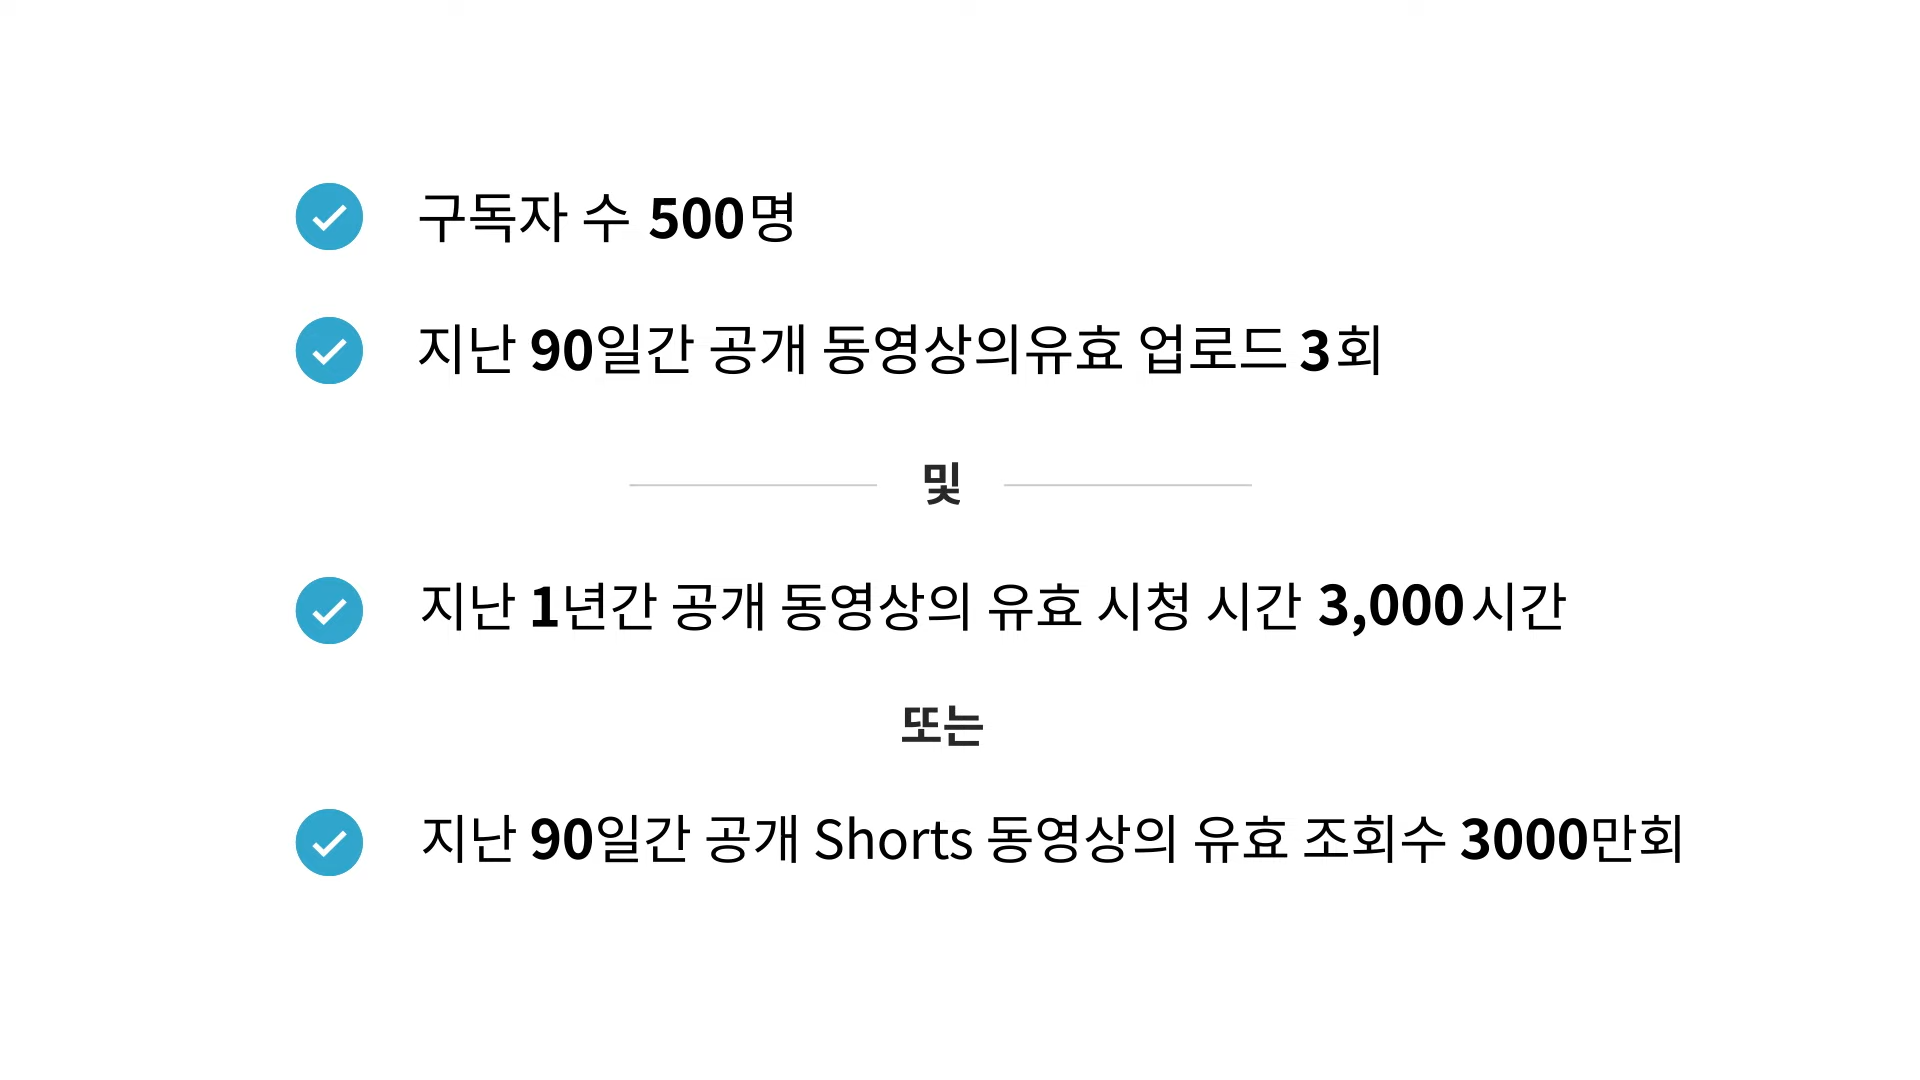 구독자 수 500명
지난 90일간 공개 동영상의유효 업로드 3회
및
지난 1년간 공개 동영상의 유효 시청 시간 3,000시간
또는
지난 90일간 공개 Shorts 동영상의 유효 조회수 3000만회